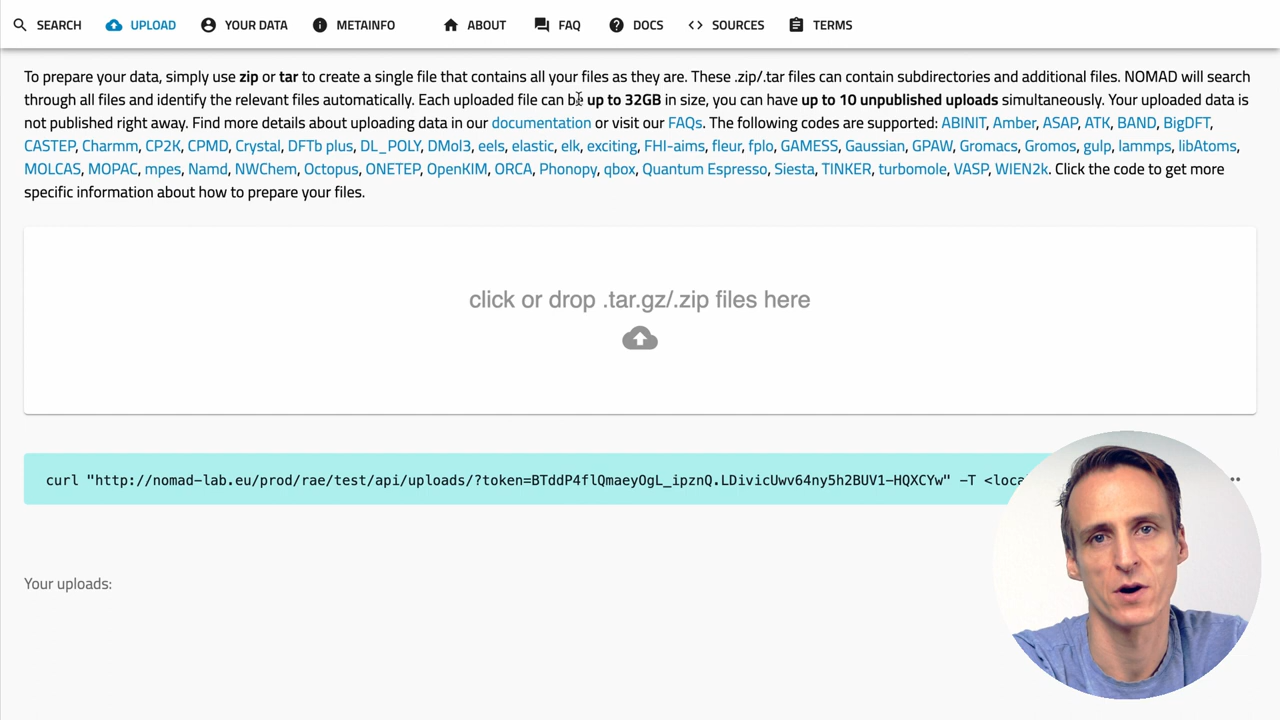 SEARCH UPLOAD YOUR DATA METAINFO ABOUT FAQ DOCS SOURCES TERMS
To prepare your data, simply use zip or tar to create a single file that contains all your files as they are. These .zip/.tar files can contain subdirectories and additional files. NOMAD will search
through all files and identify the relevant files automatically. Each uploaded file can be up to 32GB in size, you can have up to 10 unpublished uploads simultaneously. Your uploaded data is
not published right away. Find more details about uploading data in our documentation or visit our FAQs. The following codes are supported: ABINIT, Amber, ASAP, ATK, BAND, BigDFT,
CASTEP, Charmm, CP2K, CPMD, Crystal, DFTb plus, DL_POLY, DMol3, eels, elastic, elk, exciting, FHI-aims, fleur, fplo, GAMESS, Gaussian, GPAW, Gromacs, Gromos, gulp, lammps, libAtoms,
MOLCAS, MOPAC, mpes, Namd, NWChem, Octopus, ONETEP, OpenKIM, ORCA, Phonopy, qbox, Quantum Espresso, Siesta, TINKER, turbomole, VASP, WIEN2k. Click the code to get more
specific information about how to prepare your files.
click or drop .tar.gz/.zip files here
curl "http://nomad-lab.eu/prod/rae/test/api/uploads/?token=BTddP4flQmaeyOgL_ipznQ.LDivicUwv64ny5h2BUV1-HQXCYw" -T <loca
Your uploads: